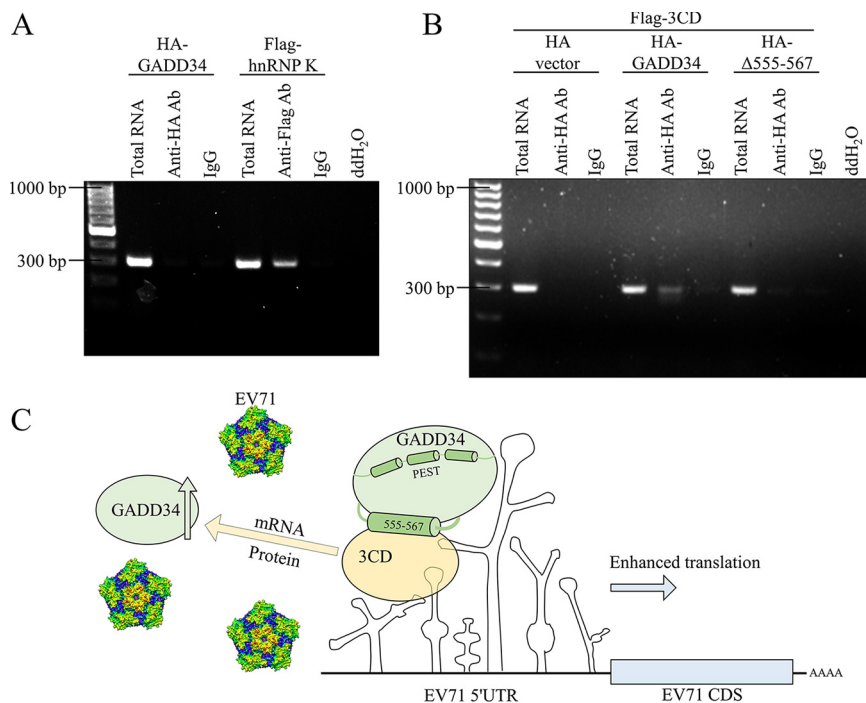 A
HA-
GADD34
Flag-
hnRNP K
Total RNA
Anti-HA Ab
IgG
Total RNA
Anti-Flag Ab
IgG
ddH₂O
1000 bp
300 bp
B
Flag-3CD
HA
vector
HA-
GADD34
HA-
Δ555-567
Total RNA
Anti-HA Ab
IgG
Total RNA
Anti-HA Ab
IgG
Total RNA
Anti-HA Ab
IgG
ddH₂O
1000 bp
300 bp
C
EV71
GADD34
PEST
GADD34
555-567
mRNA
Protein
3CD
Enhanced translation
AAAA
EV71 5'UTR
EV71 CDS